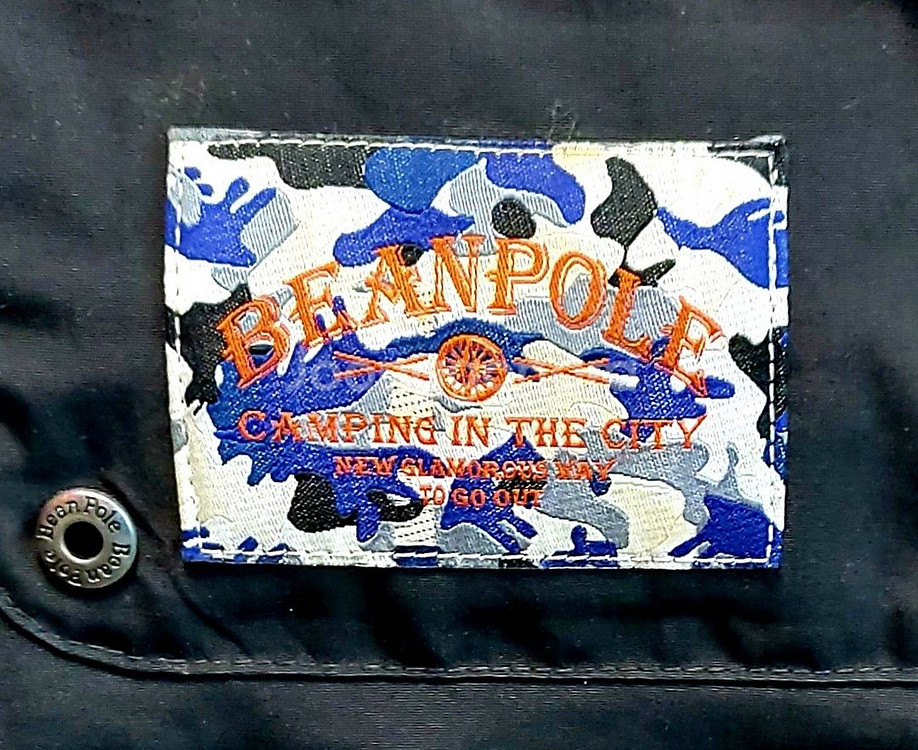 BEANPOLE
CAMPING IN THE CITY
NEW GLAMOROUS WAY
TO GO OUT
Bean Pole Bean Pole